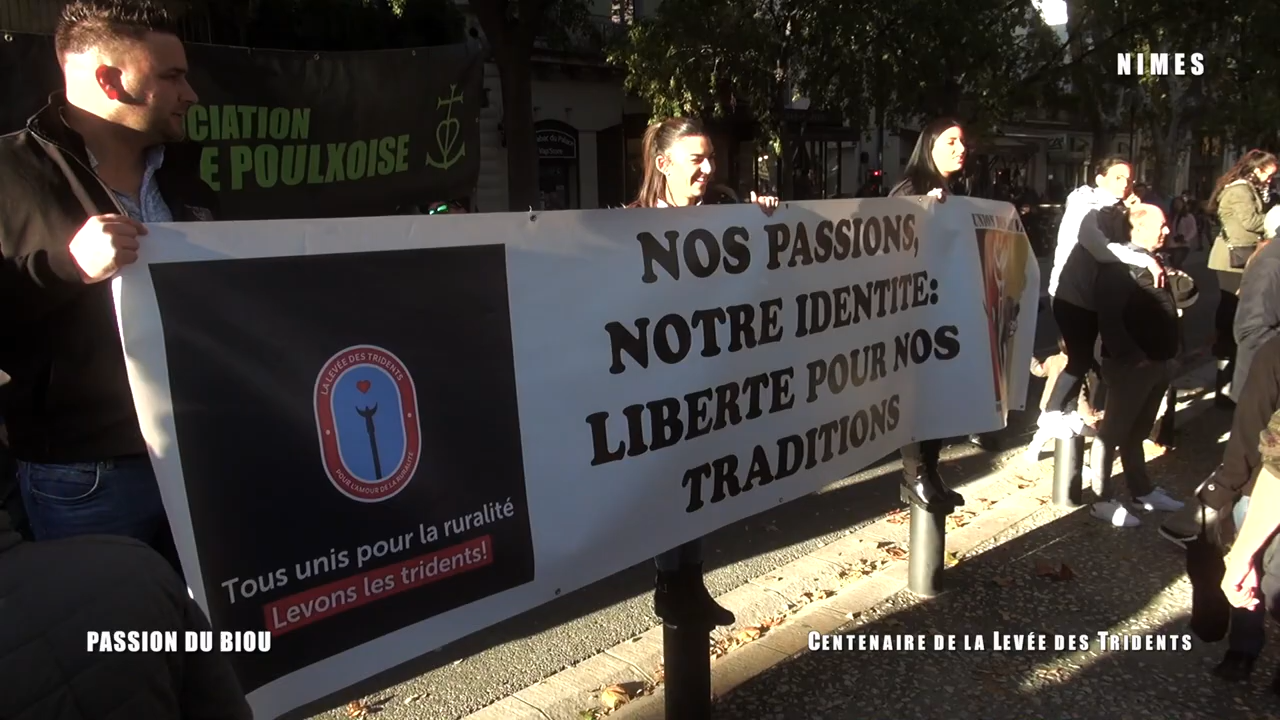 NIMES
CIATION
E POULXOISE
NOS PASSIONS,
NOTRE IDENTITE:
LIBERTE POUR NOS
TRADITIONS
UNION
LA LEVÉE DES TRIDENTS
POUR L'AMOUR DE LA RURALITÉ
Tous unis pour la ruralité
Levons les tridents!
PASSION DU BIOU
CENTENAIRE DE LA LEVÉE DES TRIDENTS